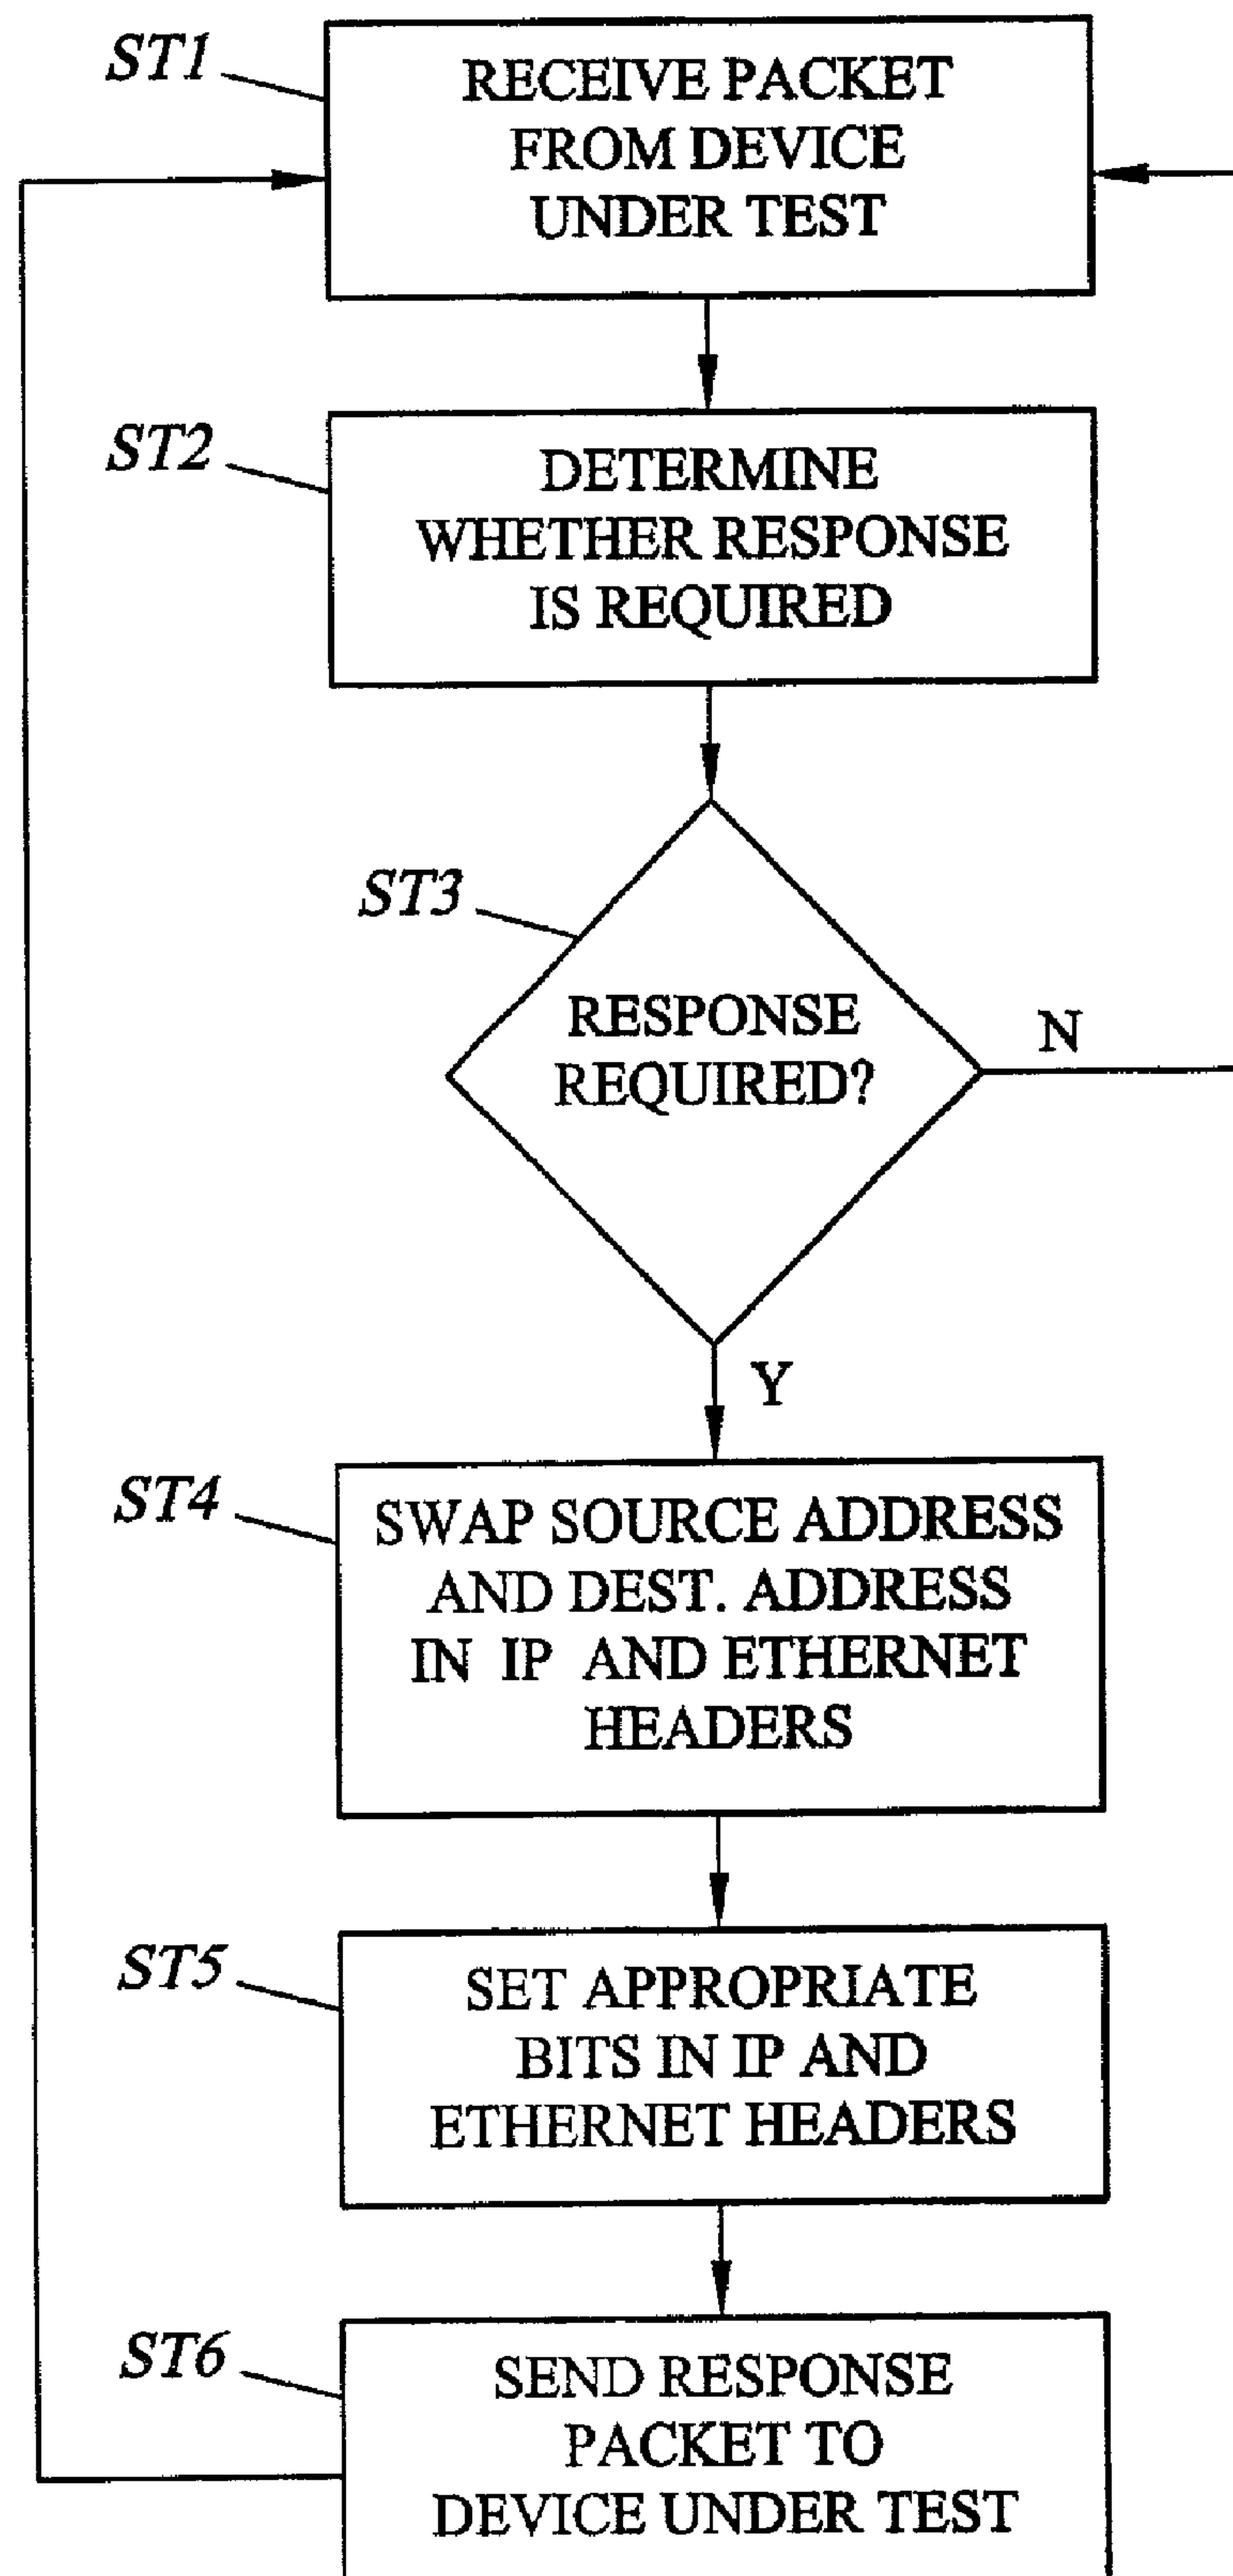 ST1
RECEIVE PACKET
FROM DEVICE
UNDER TEST
ST2
DETERMINE
WHETHER RESPONSE
IS REQUIRED
ST3
RESPONSE
REQUIRED?
N
Y
ST4
SWAP SOURCE ADDRESS
AND DEST. ADDRESS
IN IP AND ETHERNET
HEADERS
ST5
SET APPROPRIATE
BITS IN IP AND
ETHERNET HEADERS
ST6
SEND RESPONSE
PACKET TO
DEVICE UNDER TEST